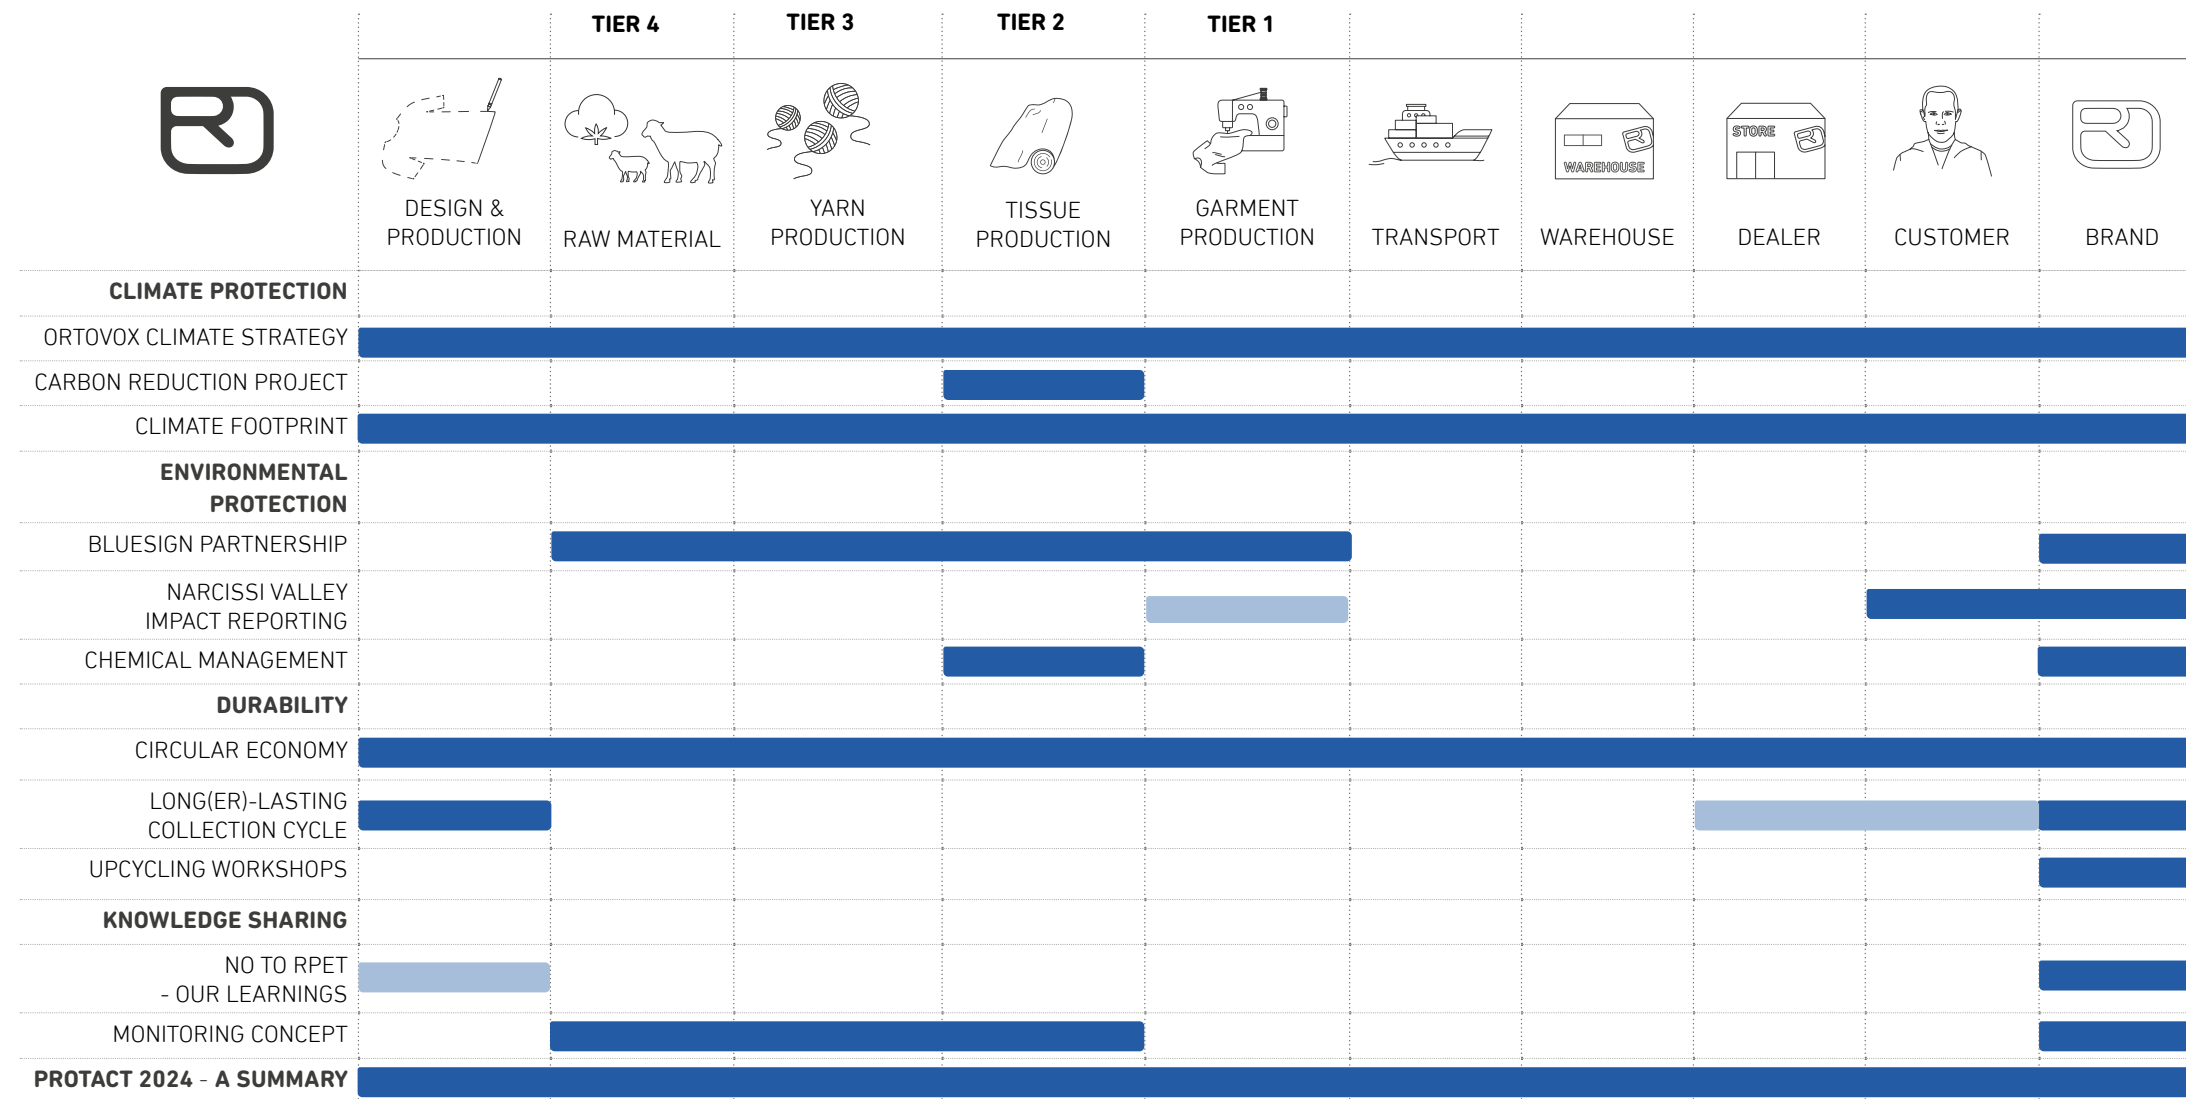 TIER 4
TIER 3
TIER 2
TIER 1
STORE
WAREHOUSE
DESIGN &
PRODUCTION
RAW MATERIAL
YARN
PRODUCTION
TISSUE
PRODUCTION
GARMENT
PRODUCTION
TRANSPORT
WAREHOUSE
DEALER
CUSTOMER
BRAND
CLIMATE PROTECTION
ORTOVOX CLIMATE STRATEGY
CARBON REDUCTION PROJECT
CLIMATE FOOTPRINT
ENVIRONMENTAL
PROTECTION
BLUESIGN PARTNERSHIP
NARCISSI VALLEY
IMPACT REPORTING
CHEMICAL MANAGEMENT
DURABILITY
CIRCULAR ECONOMY
LONG(ER)-LASTING
COLLECTION CYCLE
UPCYCLING WORKSHOPS
KNOWLEDGE SHARING
NO TO RPET
- OUR LEARNINGS
MONITORING CONCEPT
PROTACT 2024 - A SUMMARY